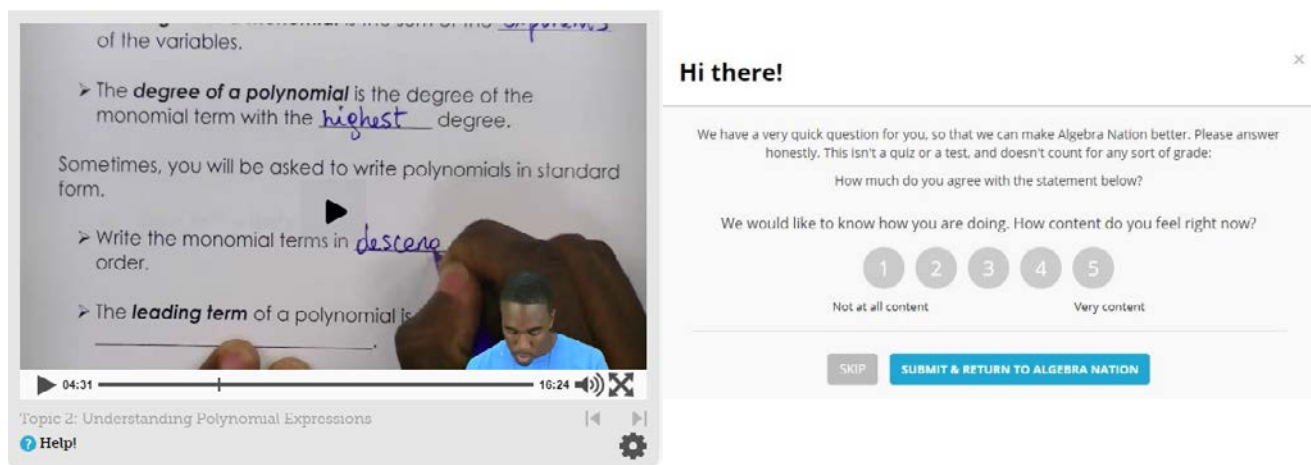 of the variables.
➢ The degree of a polynomial is the degree of the
monomial term with the highest degree.
Sometimes, you will be asked to write polynomials in standard
form.
➢ Write the monomial terms in descend
order.
➢ The leading term of a polynomial is
04:31
16:24
Topic 2: Understanding Polynomial Expressions
? Help!
Hi there!
×
We have a very quick question for you, so that we can make Algebra Nation better. Please answer
honestly. This isn't a quiz or a test, and doesn't count for any sort of grade:
How much do you agree with the statement below?
We would like to know how you are doing. How content do you feel right now?
1 2 3 4 5
Not at all content Very content
SKIP SUBMIT & RETURN TO ALGEBRA NATION